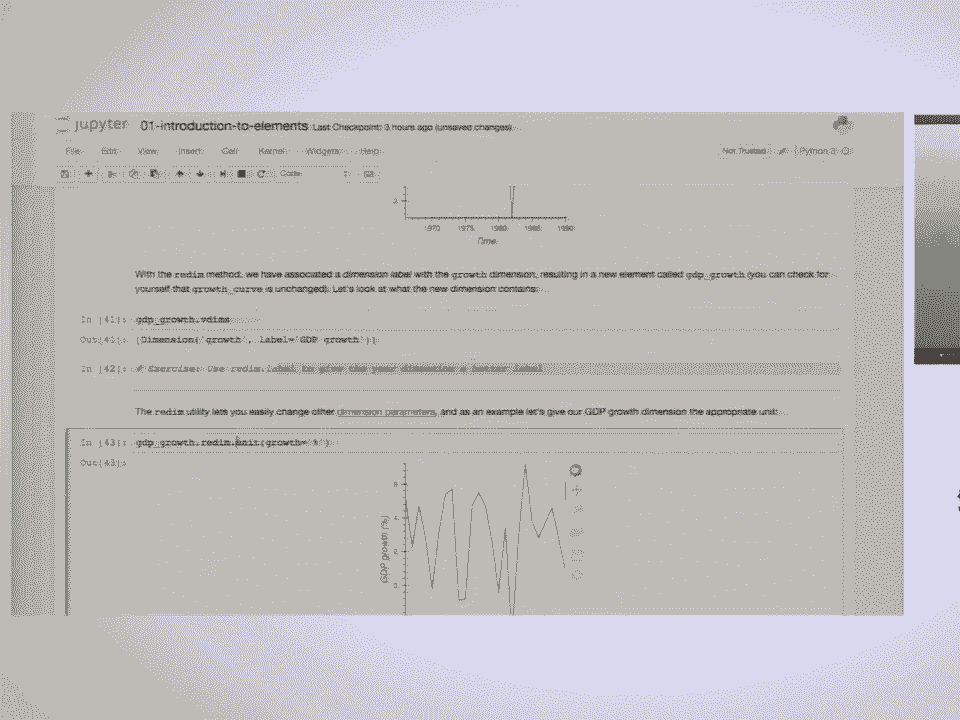 jupyter 01-introduction-to-elements Last Checkpoint: 3 hours ago (unsaved changes)
File Edit View Insert Cell Kernel Widgets Help Not Trusted Python 3
Code
2
1970 1975 1980 1985 1990
Time
With the redim method, we have associated a dimension label with the growth dimension, resulting in a new element called gdp_growth (you can check for
yourself that growth_curve is unchanged). Let's look at what the new dimension contains:
In [41]: gdp_growth.vdims
Out[41]: [Dimension('growth', label='GDP growth')]
In [42]: # Exercise: Use redim.label to give the year dimension a better label
The redim utility lets you easily change other dimension parameters, and as an example let's give our GDP growth dimension the appropriate unit:
In [43]: gdp_growth.redim.unit(growth='%')
Out[43]:
GDP growth (%)